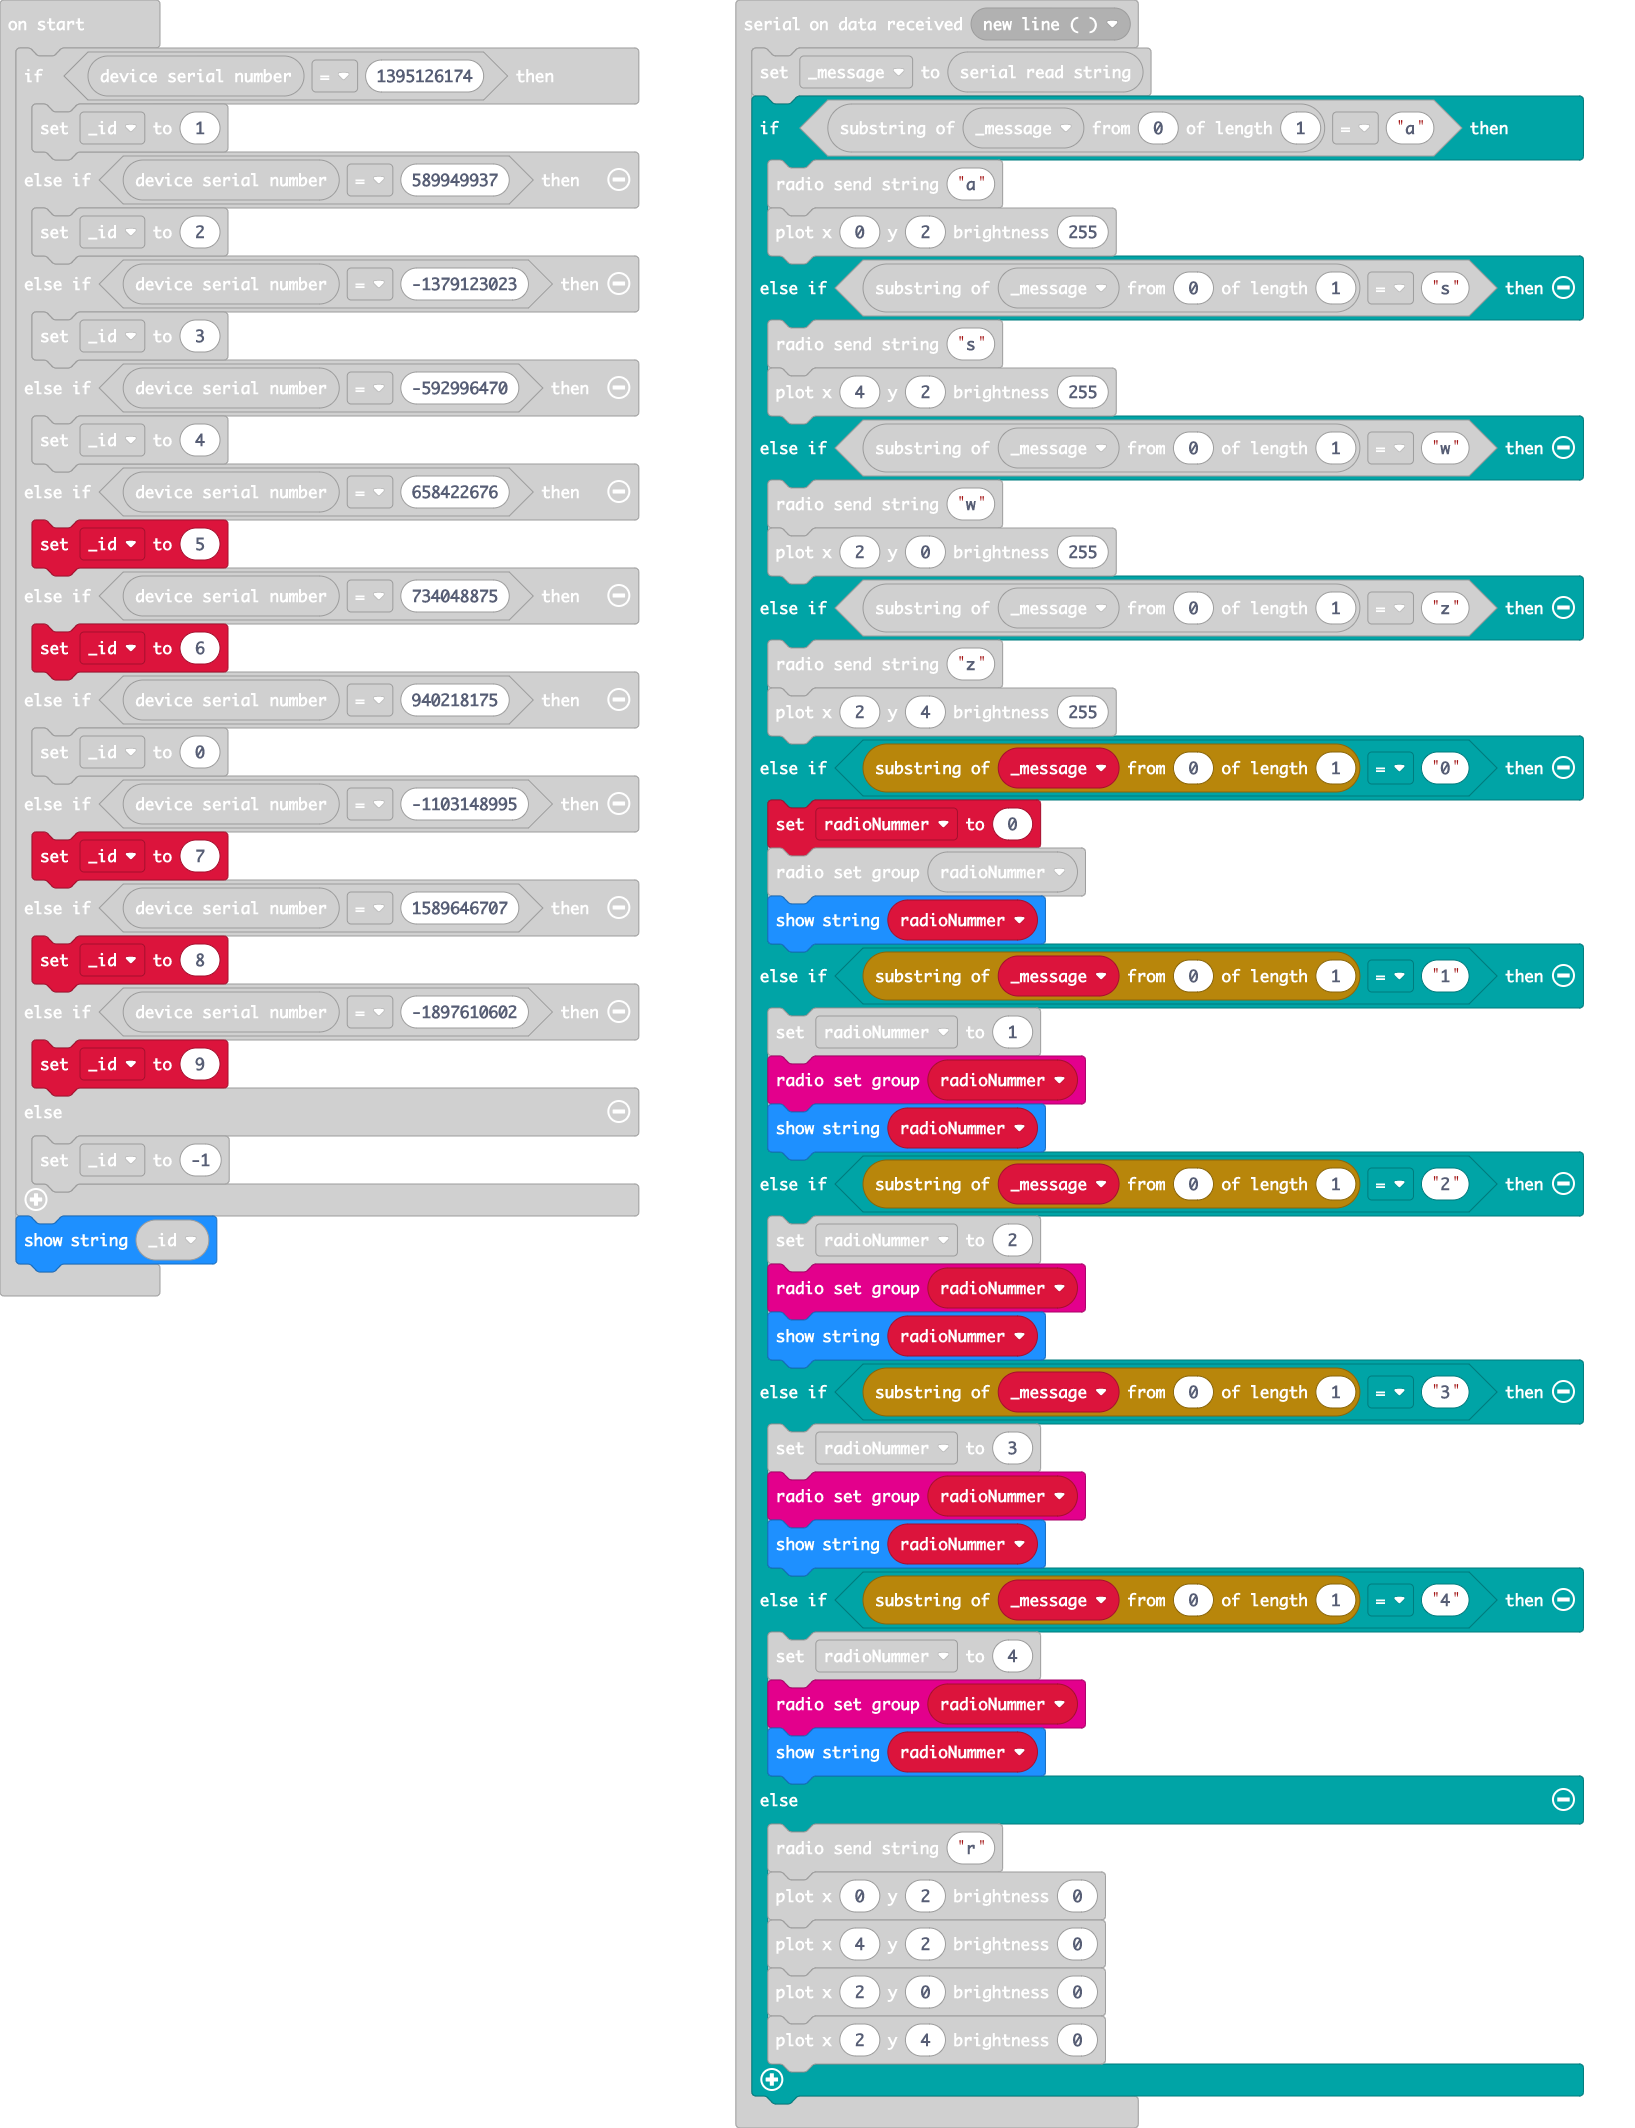 on start
if device serial number = 1395126174 then
set _id to 1
else if device serial number = 589949937 then
set _id to 2
else if device serial number = -1379123023 then
set _id to 3
else if device serial number = -592996470 then
set _id to 4
else if device serial number = 658422676 then
set _id to 5
else if device serial number = 734048875 then
set _id to 6
else if device serial number = 940218175 then
set _id to 0
else if device serial number = -1103148995 then
set _id to 7
else if device serial number = 1589646707 then
set _id to 8
else if device serial number = -1897610602 then
set _id to 9
else
set _id to -1
show string _id
serial on data received new line ( )
set _message to serial read string
if substring of _message from 0 of length 1 = "a" then
radio send string "a"
plot x 0 y 2 brightness 255
else if substring of _message from 0 of length 1 = "s" then
radio send string "s"
plot x 4 y 2 brightness 255
else if substring of _message from 0 of length 1 = "w" then
radio send string "w"
plot x 2 y 0 brightness 255
else if substring of _message from 0 of length 1 = "z" then
radio send string "z"
plot x 2 y 4 brightness 255
else if substring of _message from 0 of length 1 = "0" then
set radioNummer to 0
radio set group radioNummer
show string radioNummer
else if substring of _message from 0 of length 1 = "1" then
set radioNummer to 1
radio set group radioNummer
show string radioNummer
else if substring of _message from 0 of length 1 = "2" then
set radioNummer to 2
radio set group radioNummer
show string radioNummer
else if substring of _message from 0 of length 1 = "3" then
set radioNummer to 3
radio set group radioNummer
show string radioNummer
else if substring of _message from 0 of length 1 = "4" then
set radioNummer to 4
radio set group radioNummer
show string radioNummer
else
radio send string "r"
plot x 0 y 2 brightness 0
plot x 4 y 2 brightness 0
plot x 2 y 0 brightness 0
plot x 2 y 4 brightness 0